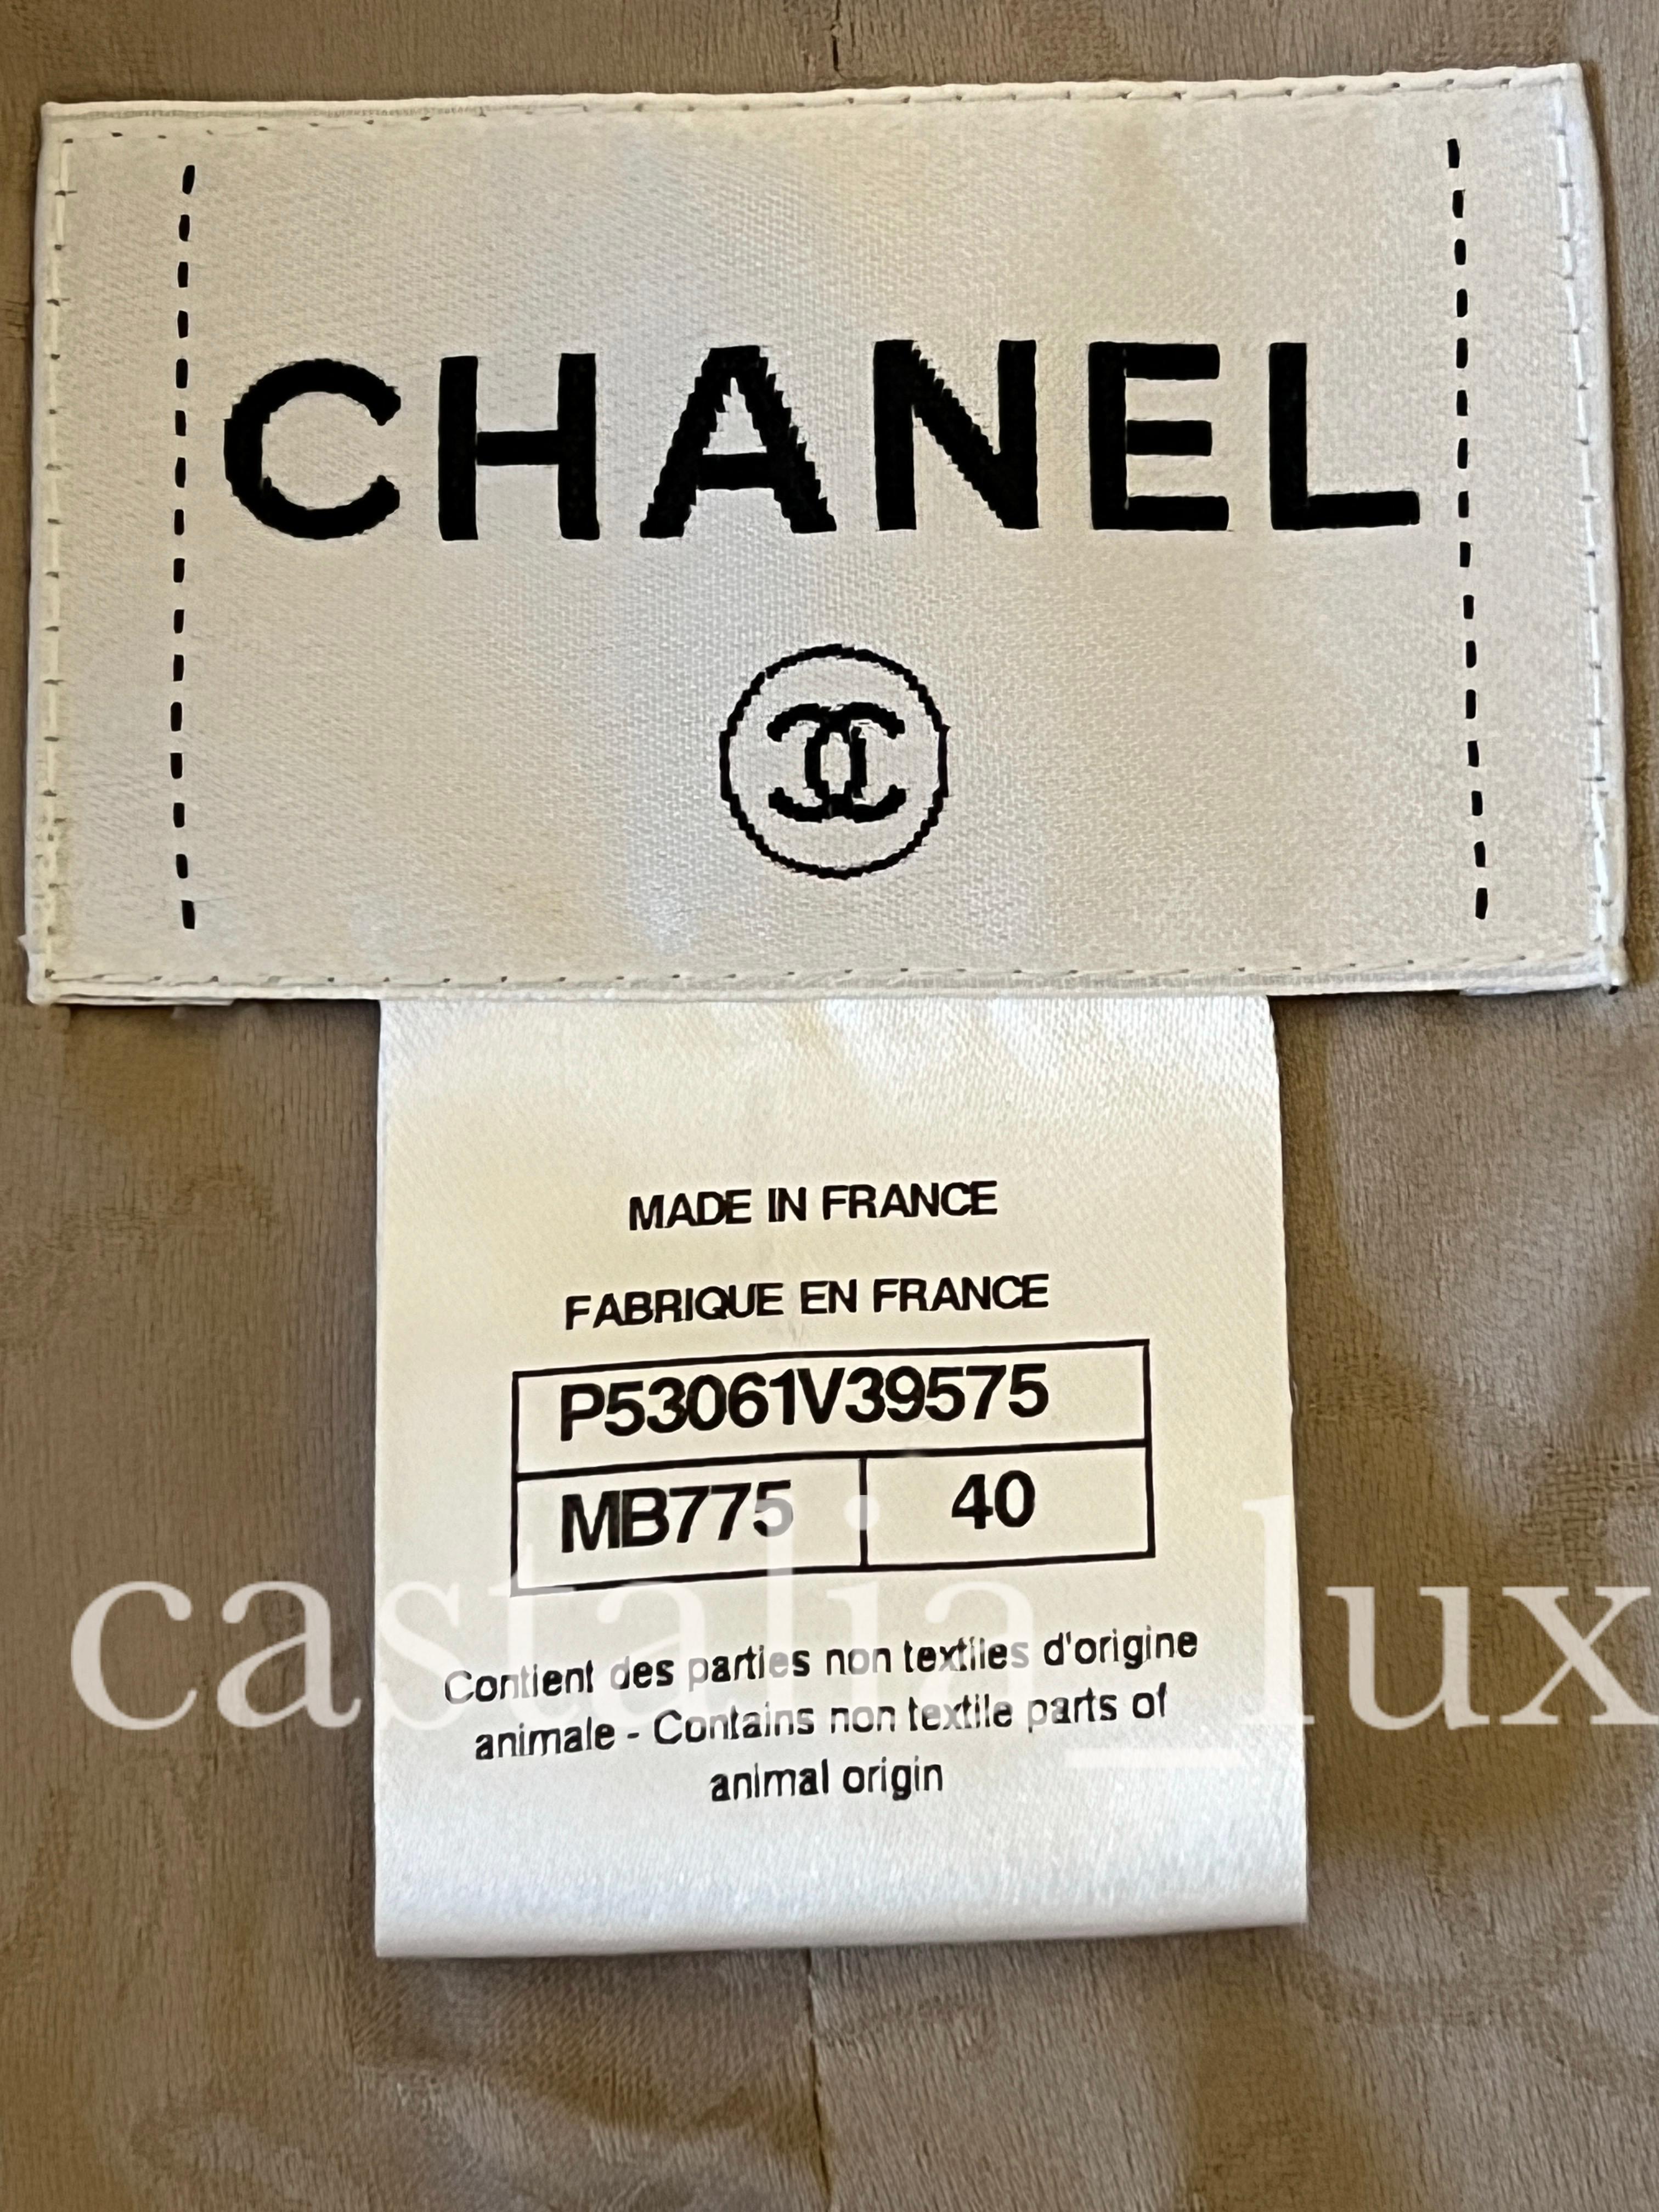 CHANEL
MADE IN FRANCE
FABRIQUE EN FRANCE
P53061V39575
MB775 40
castalia_lux
Contient des parties non textiles d'origine
animale - Contains non textile parts of
animal origin